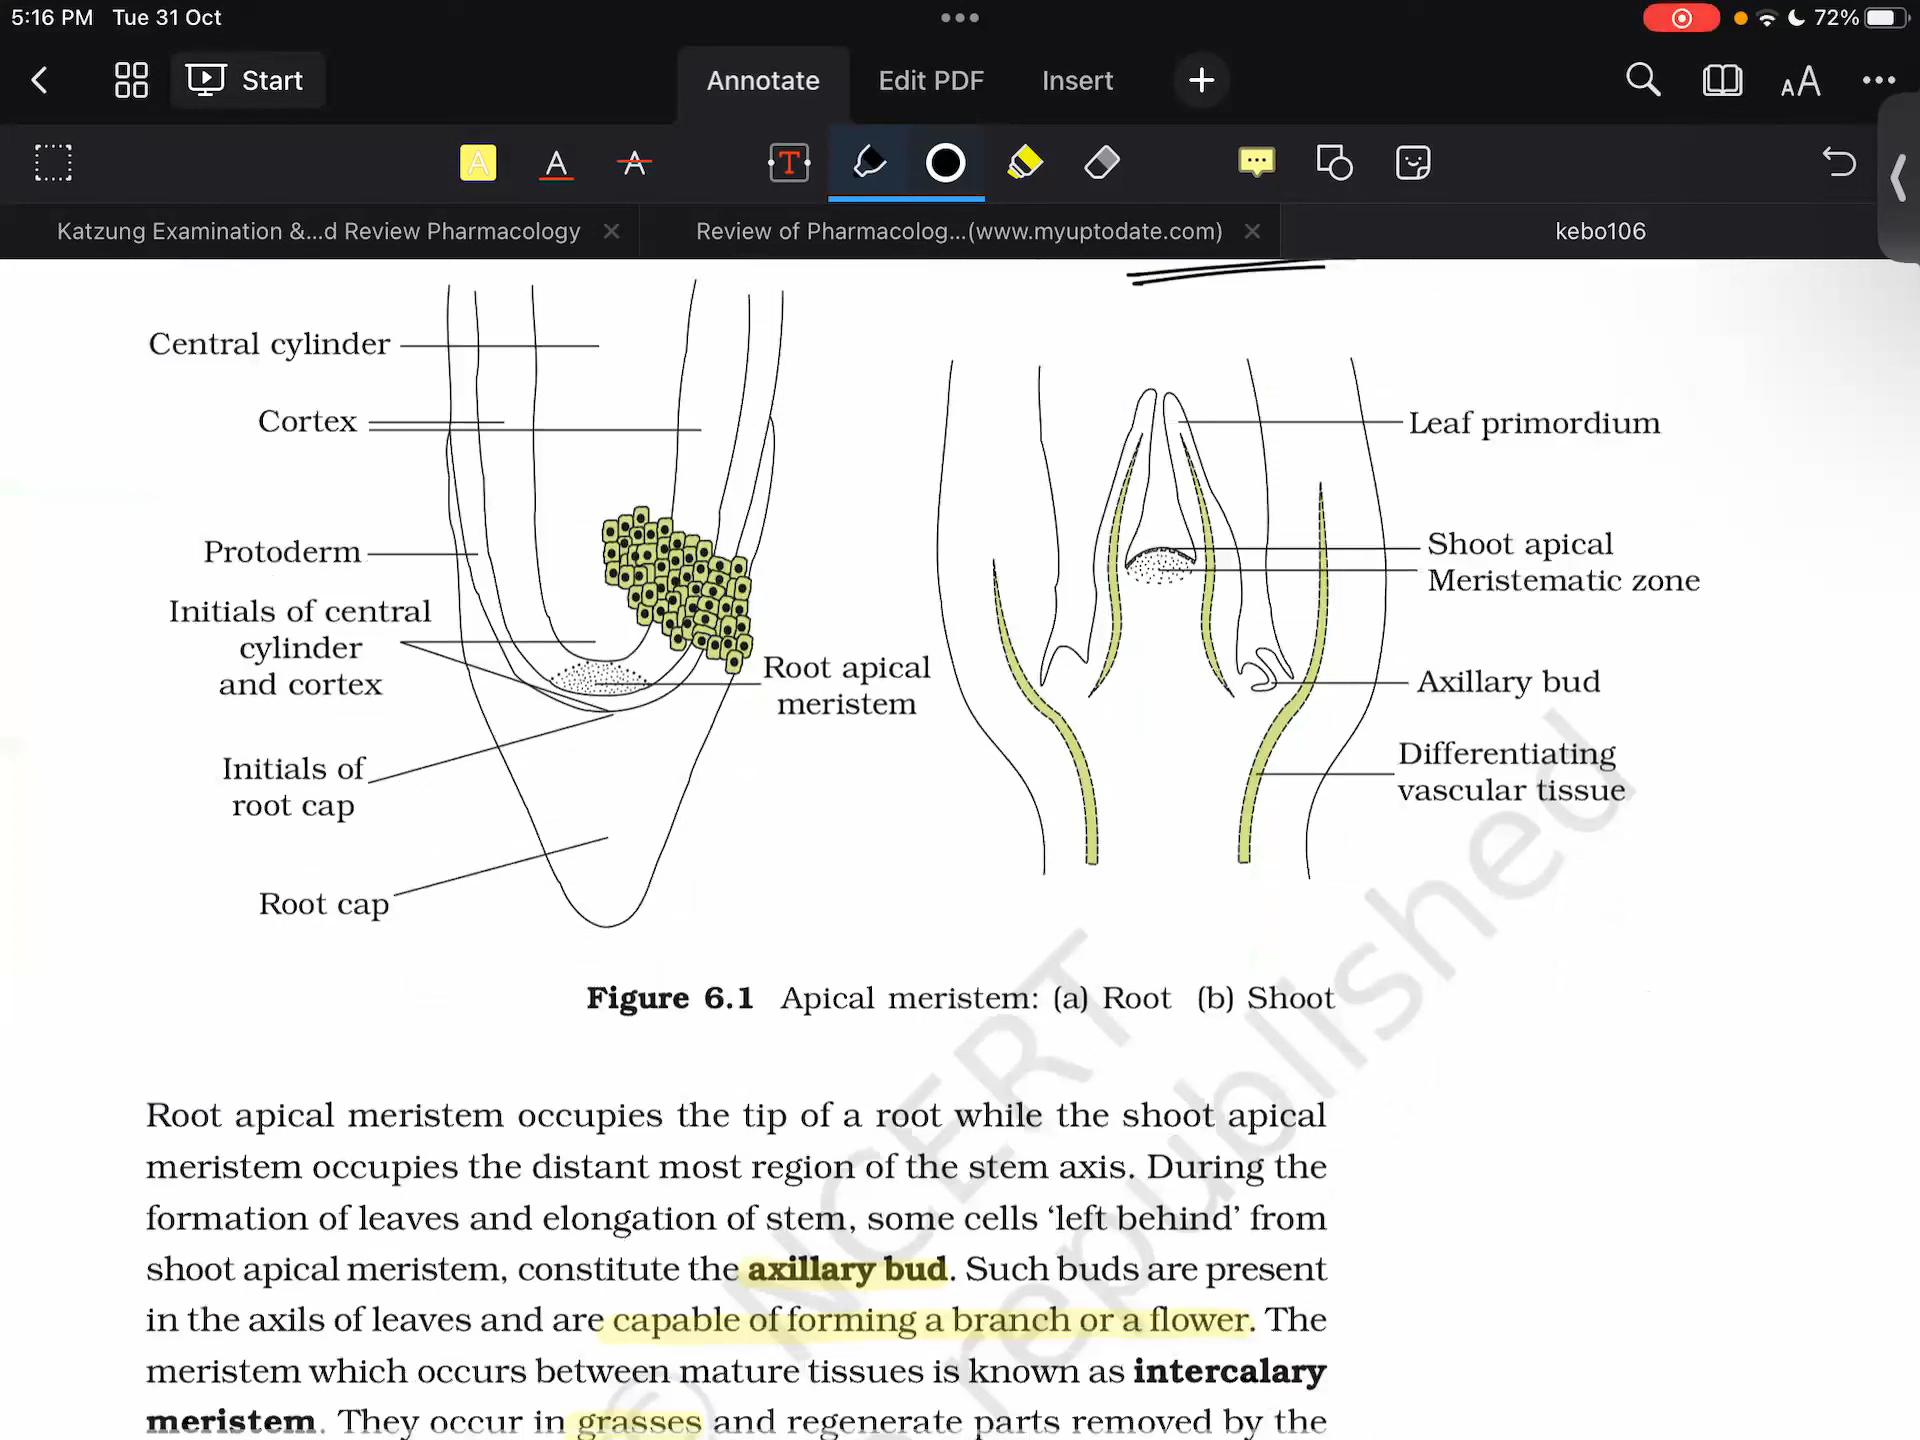 5:16 PM Tue 31 Oct
72%
Start
Annotate
Edit PDF
Insert
AA
A
A
A
T
Katzung Examination &...d Review Pharmacology
Review of Pharmacolog...(www.myuptodate.com)
kebo106
Central cylinder
Cortex
Protoderm
Initials of central
cylinder
and cortex
Initials of
root cap
Root cap
Root apical
meristem
Leaf primordium
Shoot apical
Meristematic zone
Axillary bud
Differentiating
vascular tissue
Figure 6.1 Apical meristem: (a) Root (b) Shoot
Root apical meristem occupies the tip of a root while the shoot apical
meristem occupies the distant most region of the stem axis. During the
formation of leaves and elongation of stem, some cells ‘left behind’ from
shoot apical meristem, constitute the axillary bud. Such buds are present
in the axils of leaves and are capable of forming a branch or a flower. The
meristem which occurs between mature tissues is known as intercalary
meristem. They occur in grasses and regenerate parts removed by the
© NCERT
republished